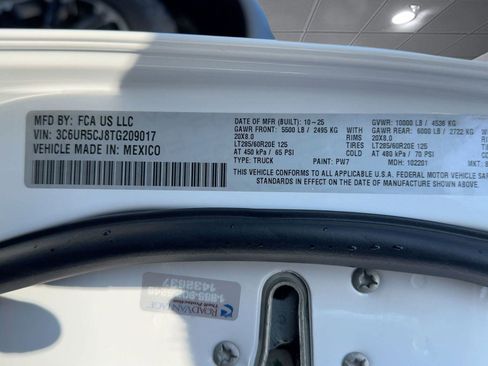 MFD BY: FCA US LLC
VIN: 3C6UR5CJ8TG209017
VEHICLE MADE IN: MEXICO
DATE OF MFR (BUILT): 10-25
GVWR: 10000 LB / 4536 KG
GAWR FRONT: 5500 LB / 2495 KG
WITH
GAWR REAR: 6000 LB / 2722 KG
20X8.0
RIMS
20X8.0
LT285/60R20E 125
TIRES
LT285/60R20E 125
AT 450 kPa / 65 PSI
AT 480 kPa / 70 PSI
TYPE: TRUCK
PAINT: PW7
MDH: 102201
MKT:
THIS VEHICLE CONFORMS TO ALL APPLICABLE U.S.A. FEDERAL MOTOR VEHICLE
STANDARDS IN EFFECT ON THE DATE OF MANUFACTURE SHOWN ABOVE.
ROADVANTAGE
1432637